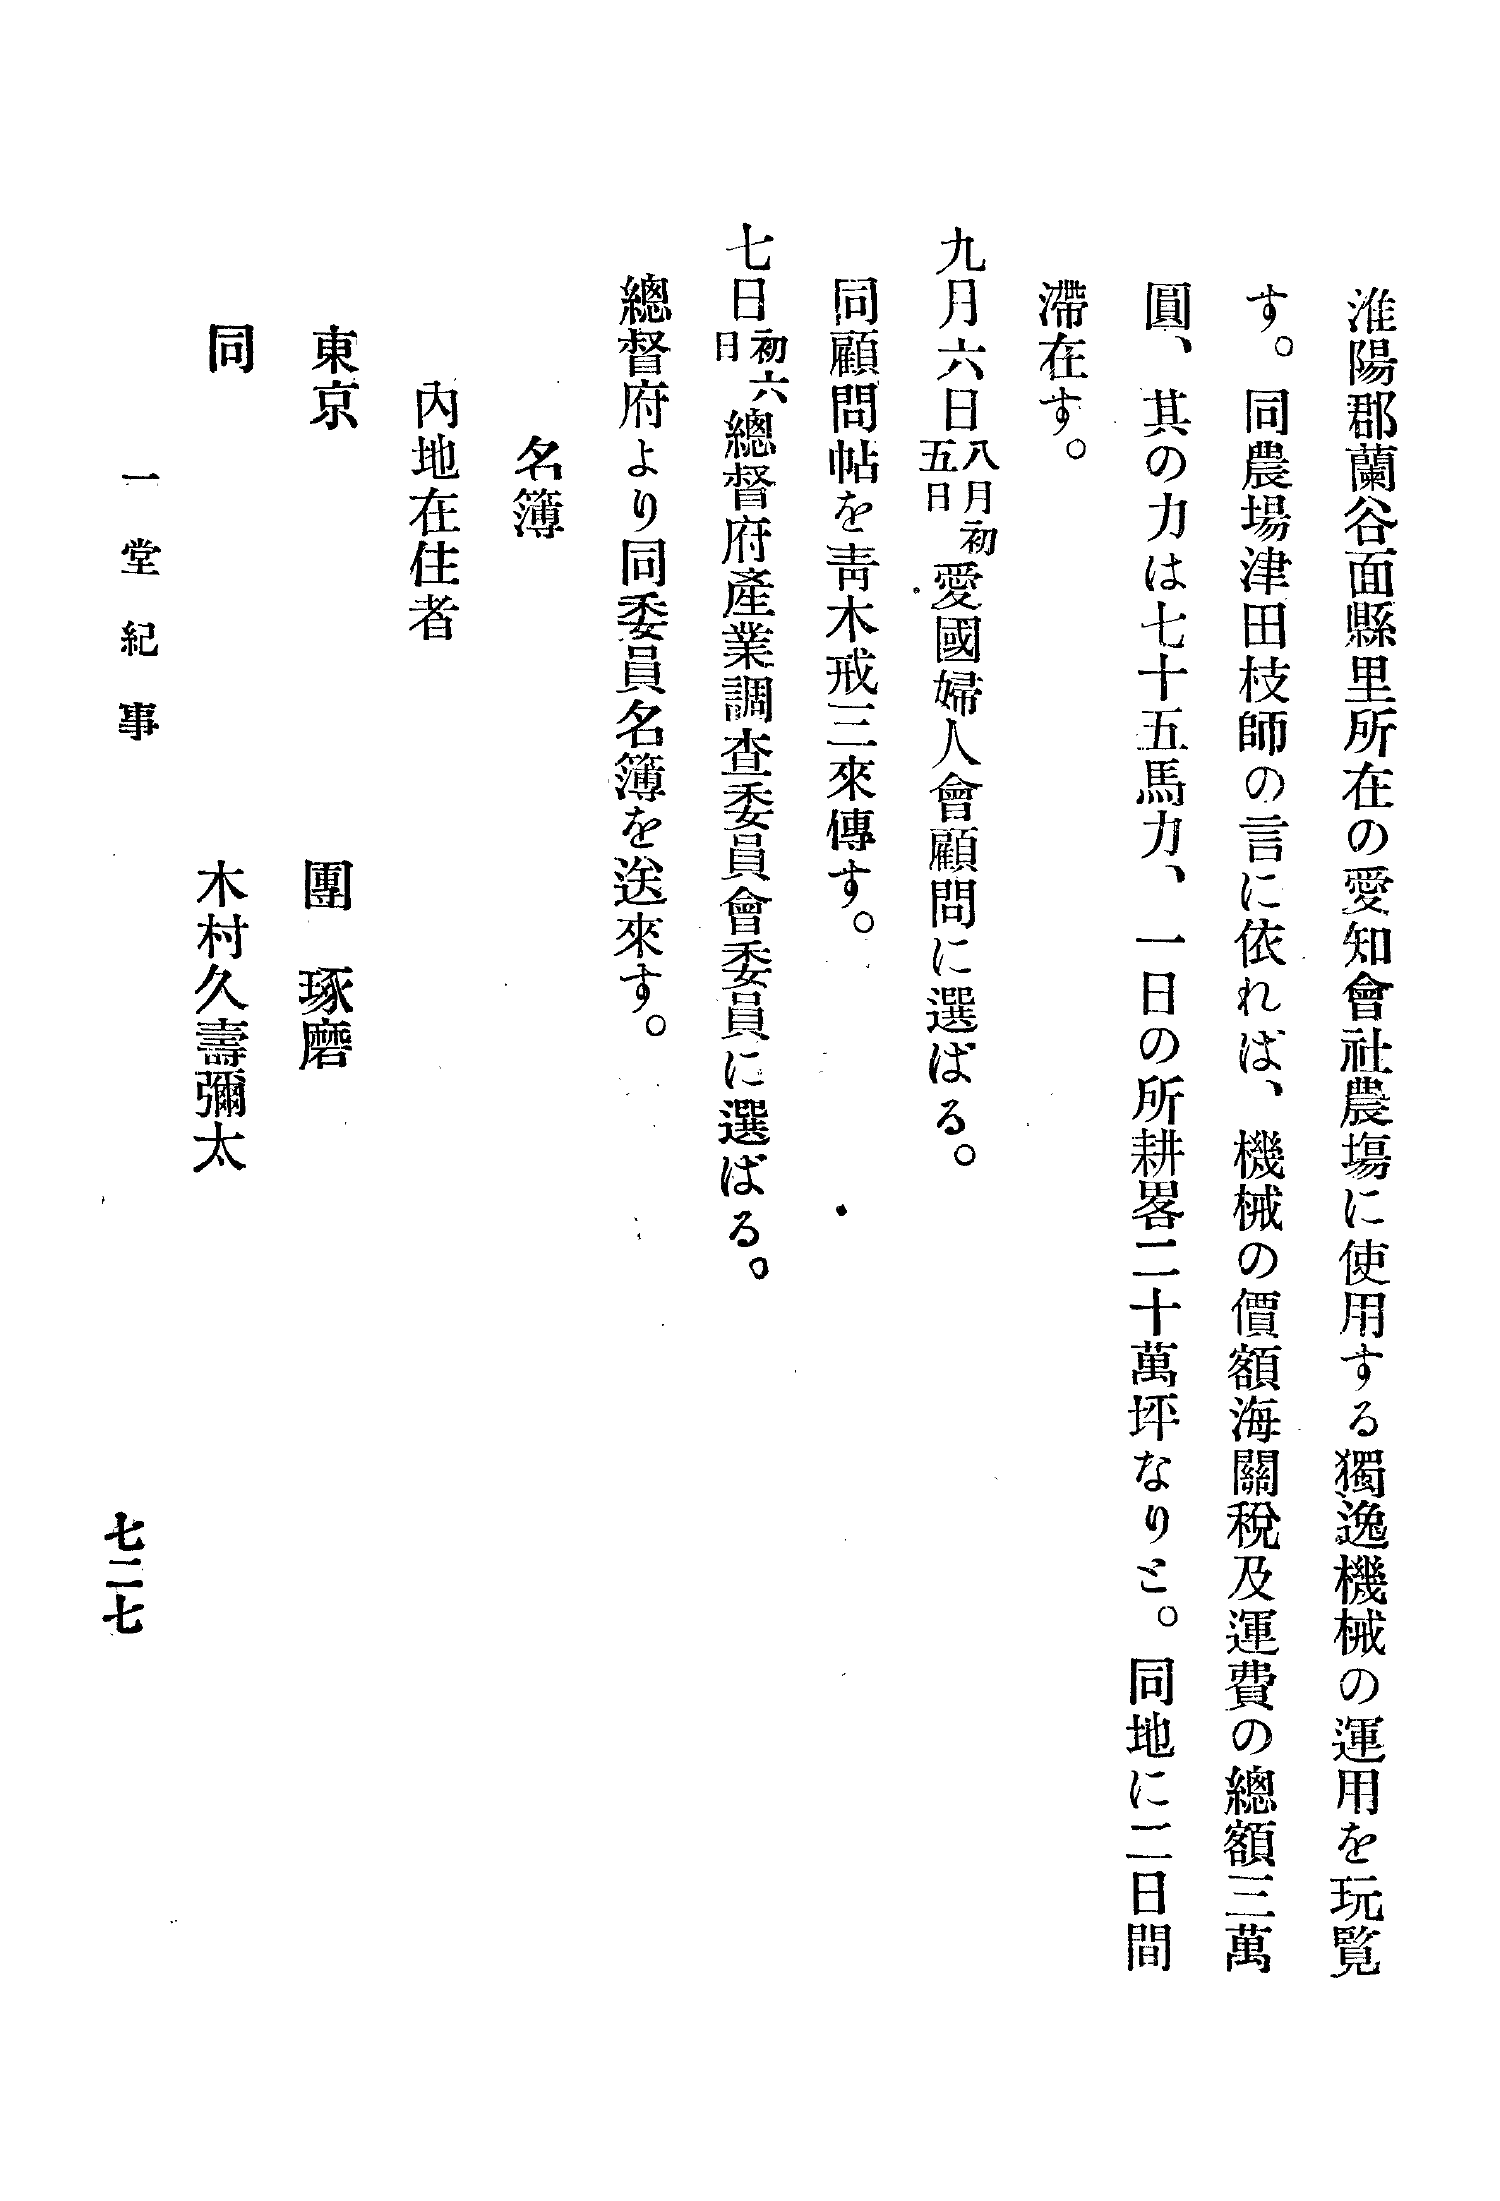 淮陽郡蘭谷面縣里所在の愛知會社農塲に使用する獨逸機械の運用を玩覧
す。同農場津田枝師の言に依れば、機械の價額海關稅及運費の總額三萬
圓、其の力は七十五馬力、一日の所耕畧二十萬坪なりと。同地に二日間
滯在す。
九月六日八月初五日愛國婦人會顧問に選ばる。
同顧問帖を靑木戒三來傳す。
七日初六日總督府產業調查委員會委員に選ばる。
總督府より同委員名簿を送來す。
名簿
內地在住者
東京 團 琢磨
同 木村久壽彌太
一堂紀事 七二七